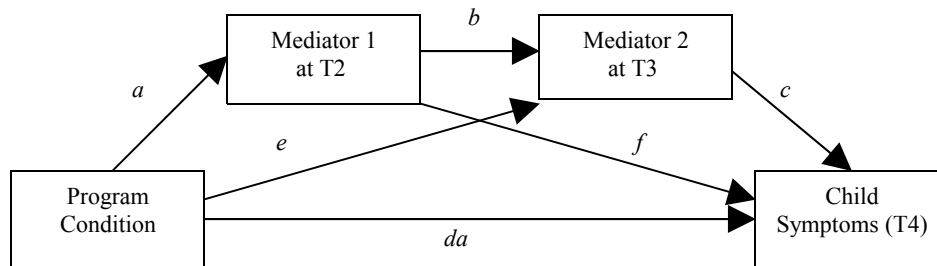 b
Mediator 1
at T2
Mediator 2
at T3
a
c
e
f
Program
Condition
da
Child
Symptoms (T4)